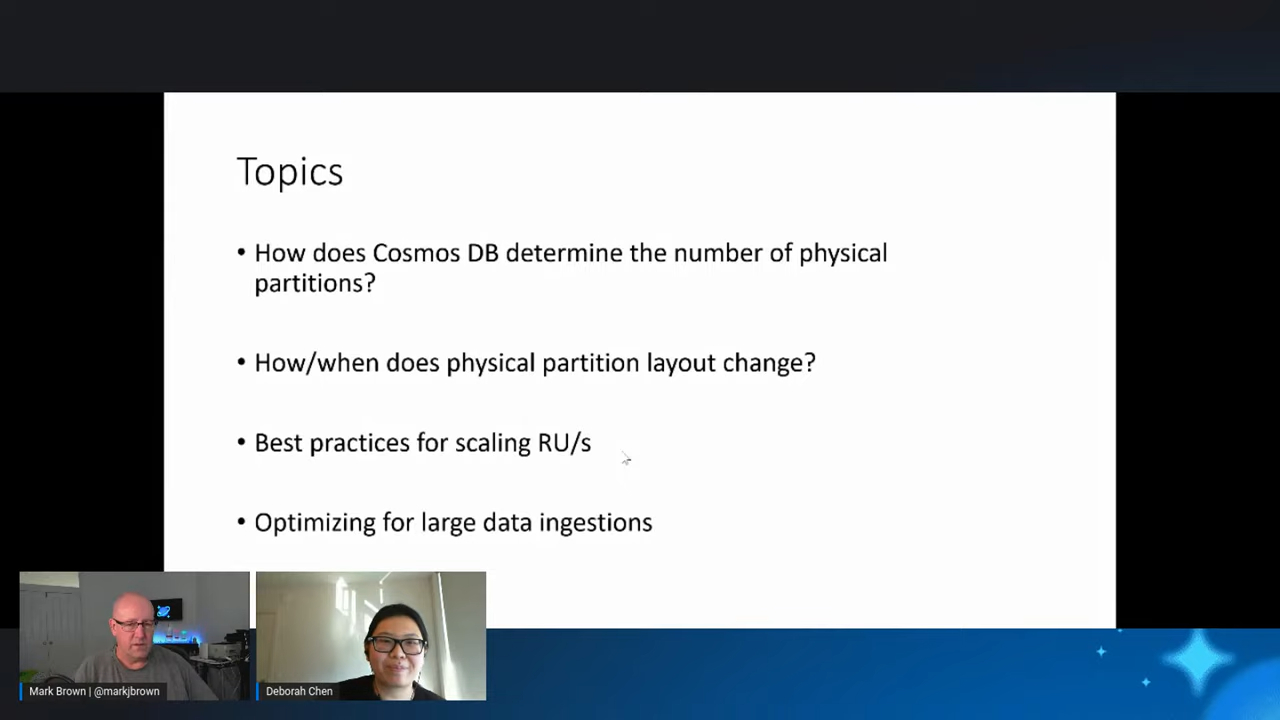 Topics
• How does Cosmos DB determine the number of physical
partitions?
• How/when does physical partition layout change?
• Best practices for scaling RU/s
• Optimizing for large data ingestions
Mark Brown | @markjbrown
Deborah Chen